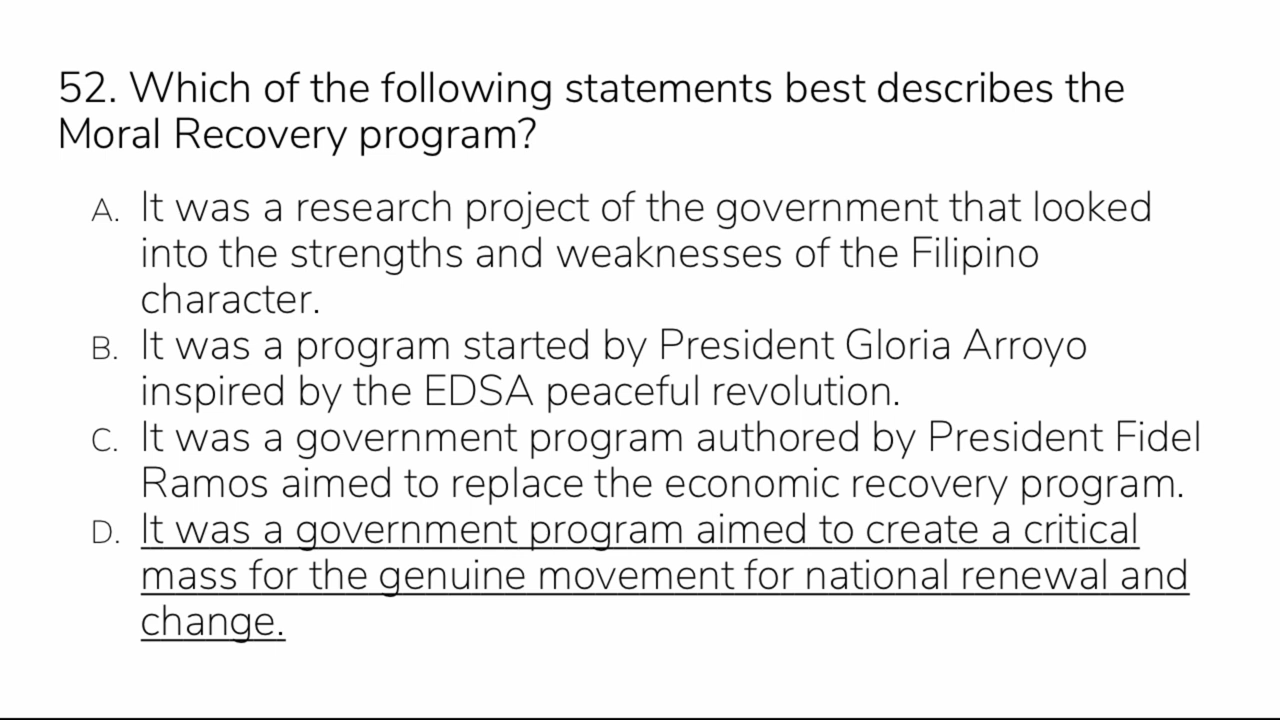 52. Which of the following statements best describes the
Moral Recovery program?
A. It was a research project of the government that looked
into the strengths and weaknesses of the Filipino
character.
B. It was a program started by President Gloria Arroyo
inspired by the EDSA peaceful revolution.
C. It was a government program authored by President Fidel
Ramos aimed to replace the economic recovery program.
D. It was a government program aimed to create a critical
mass for the genuine movement for national renewal and
change.